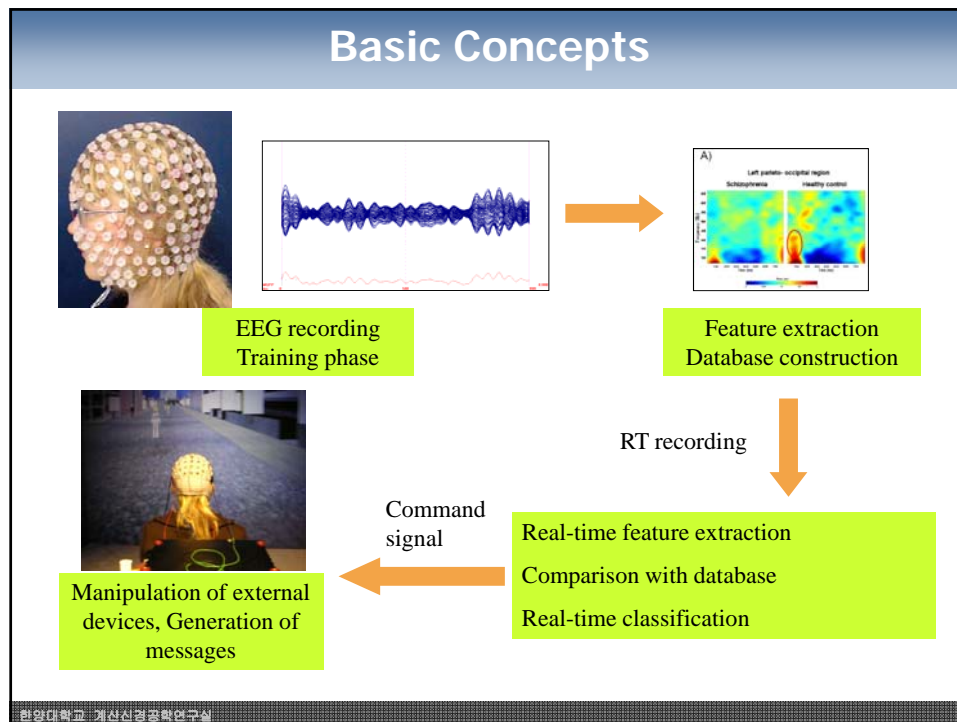 Basic Concepts
A)
Left parieto- occipital region
Schizophrenia Healthy control
EEG recording
Training phase
Feature extraction
Database construction
RT recording
Command
signal
Real-time feature extraction
Comparison with database
Real-time classification
Manipulation of external
devices, Generation of
messages
한양대학교 계산신경공학연구실